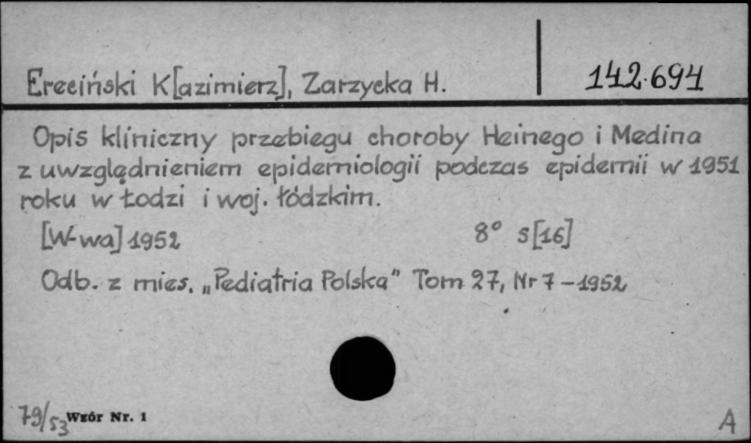 Ereciński K[azimierz], Zarzycka H.
142.694
Opis kliniczny przebiegu choroby Heinego i Medina
z uwzględnieniem epidemiologii podczas epidemii w 1951
roku w Łodzi i woj. łódzkim.
[W-wa] 1952 8° s[16]
Odb. z mies. „Pediatria Polska" Tom 27, Nr 7 – 1952
79/53 Wzór Nr. 1
A